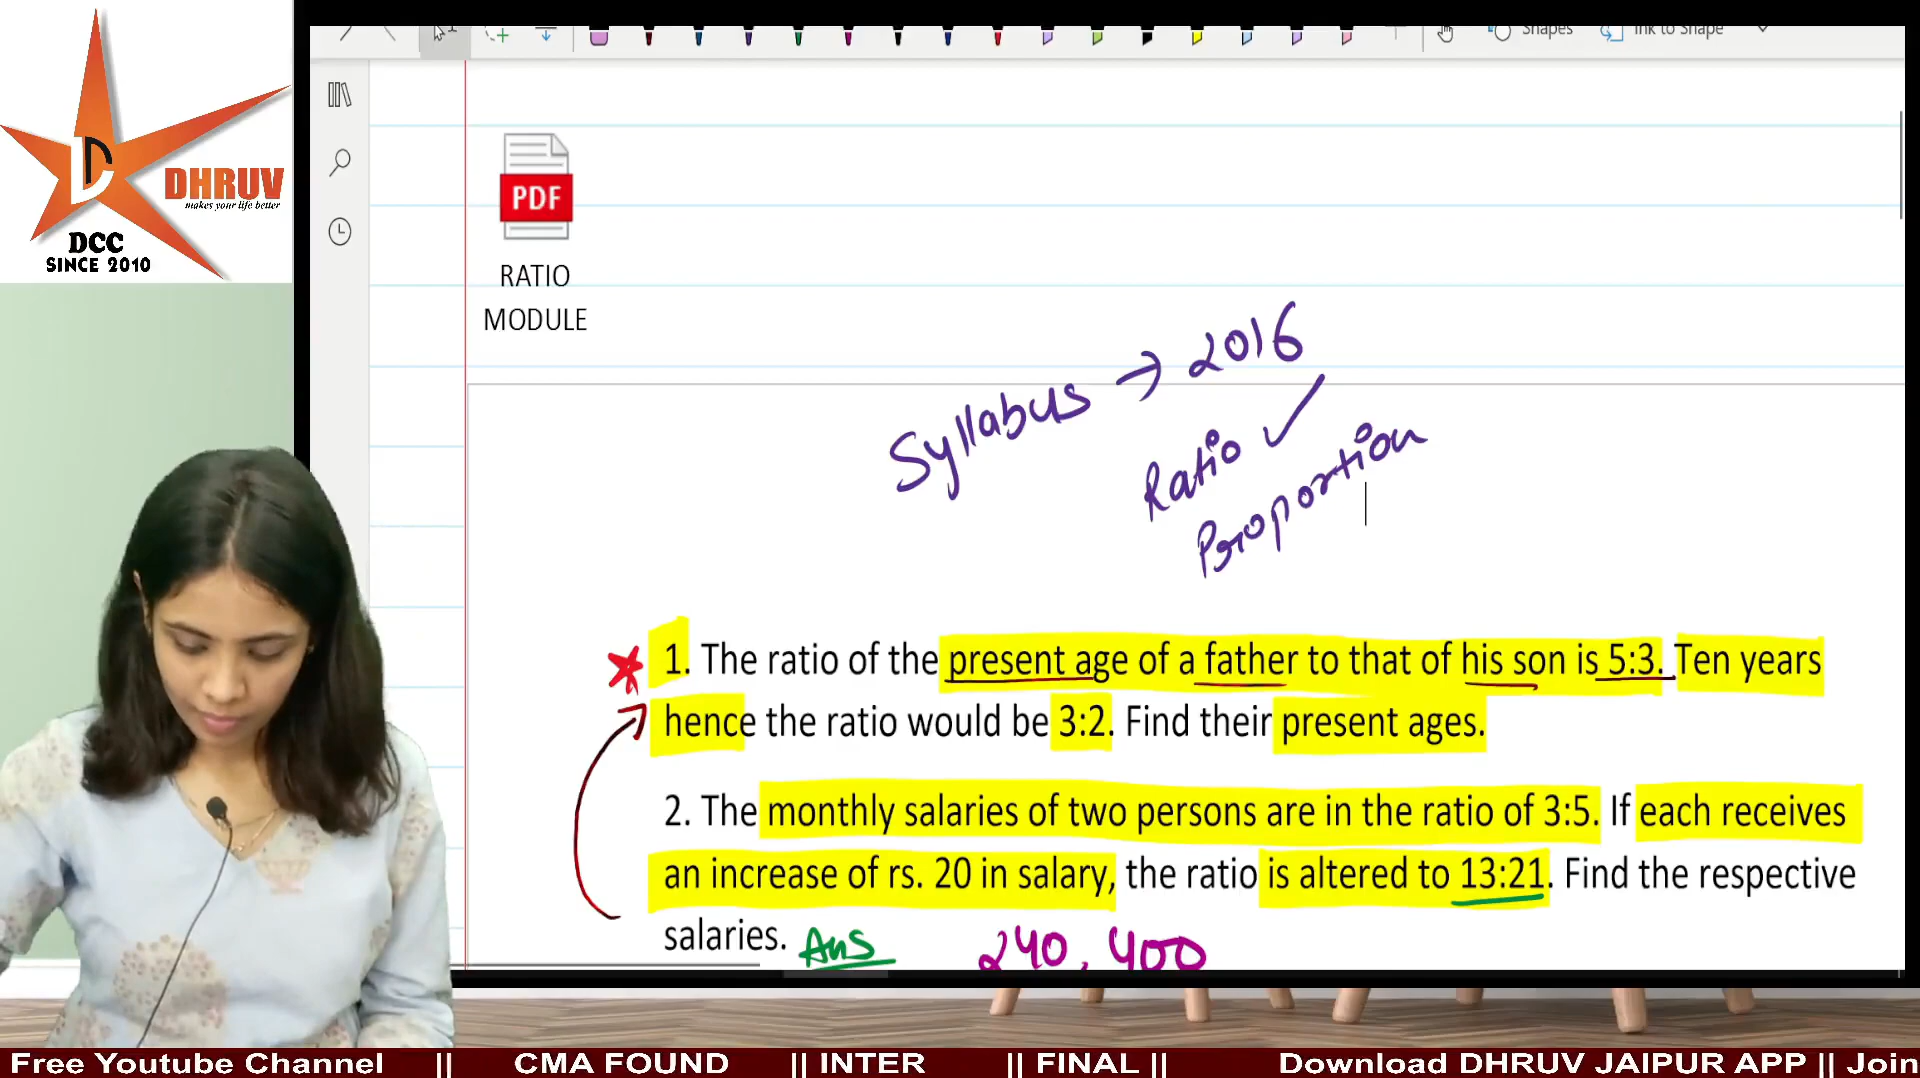 Shapes
Ink to Shape
DHRUV
makes your life better
DCC
SINCE 2010
PDF
RATIO
MODULE
Syllabus → 2016
Ratio ✓
Proportion
1. The ratio of the present age of a father to that of his son is 5:3. Ten years
hence the ratio would be 3:2. Find their present ages.
2. The monthly salaries of two persons are in the ratio of 3:5. If each receives
an increase of rs. 20 in salary, the ratio is altered to 13:21. Find the respective
salaries. Ans 240, 400
Free Youtube Channel || CMA FOUND || INTER || FINAL || Download DHRUV JAIPUR APP || Join